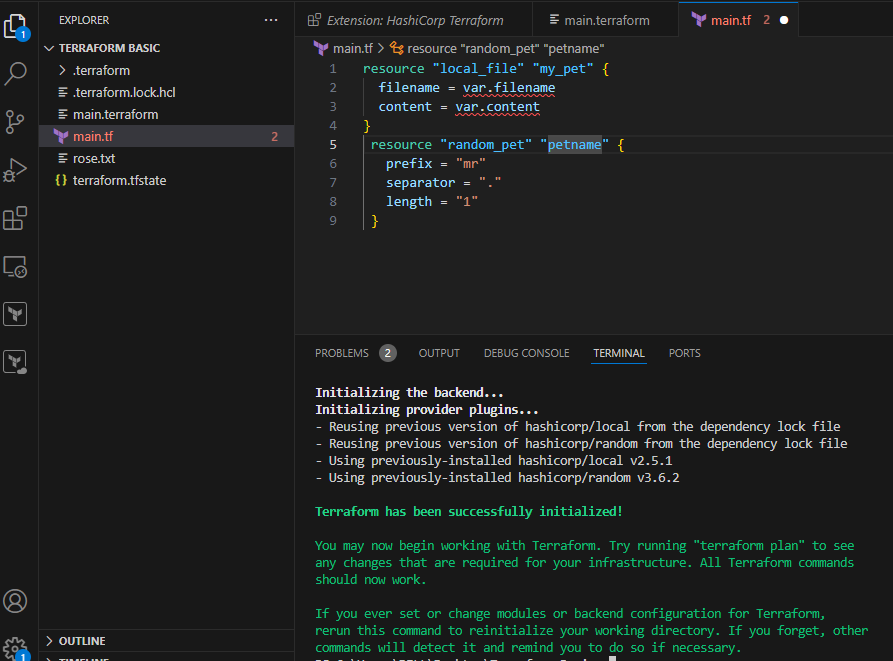 EXPLORER
TERRAFORM BASIC
.terraform
.terraform.lock.hcl
main.terraform
main.tf 2
rose.txt
terraform.tfstate
OUTLINE
1
1
Extension: HashiCorp Terraform
main.terraform
main.tf 2
main.tf > resource "random_pet" "petname"
1 resource "local_file" "my_pet" {
2 filename = var.filename
3 content = var.content
4 }
5 resource "random_pet" "petname" {
6 prefix = "mr"
7 separator = "."
8 length = "1"
9 }
PROBLEMS 2 OUTPUT DEBUG CONSOLE TERMINAL PORTS
Initializing the backend...
Initializing provider plugins...
- Reusing previous version of hashicorp/local from the dependency lock file
- Reusing previous version of hashicorp/random from the dependency lock file
- Using previously-installed hashicorp/local v2.5.1
- Using previously-installed hashicorp/random v3.6.2
Terraform has been successfully initialized!
You may now begin working with Terraform. Try running "terraform plan" to see
any changes that are required for your infrastructure. All Terraform commands
should now work.
If you ever set or change modules or backend configuration for Terraform,
rerun this command to reinitialize your working directory. If you forget, other
commands will detect it and remind you to do so if necessary.